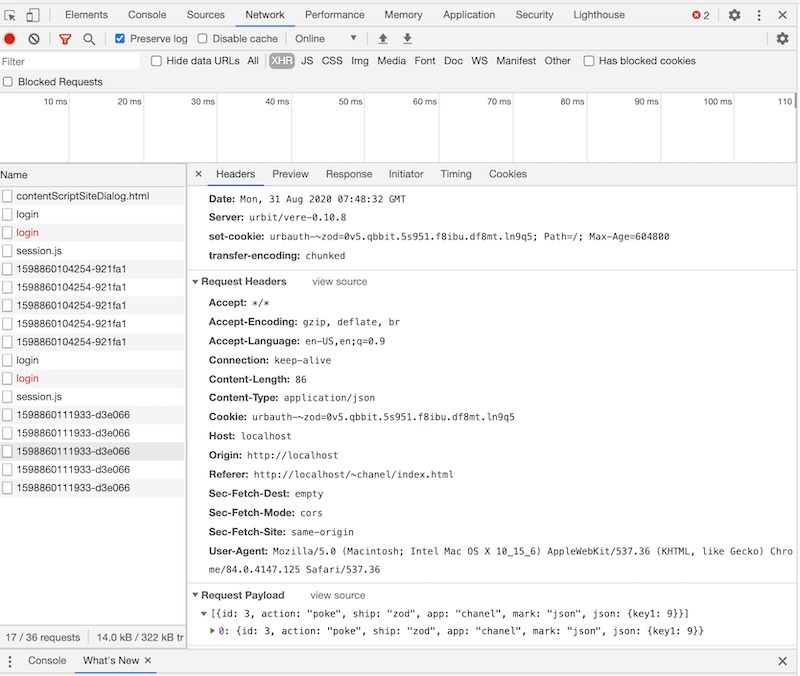 Elements Console Sources Network Performance Memory Application Security Lighthouse 2
Preserve log Disable cache Online
Filter Hide data URLs All XHR JS CSS Img Media Font Doc WS Manifest Other Has blocked cookies
Blocked Requests
10 ms 20 ms 30 ms 40 ms 50 ms 60 ms 70 ms 80 ms 90 ms 100 ms 110
Name
contentScriptSiteDialog.html
login
login
session.js
1598860104254-921fa1
1598860104254-921fa1
1598860104254-921fa1
1598860104254-921fa1
1598860104254-921fa1
login
login
session.js
1598860111933-d3e066
1598860111933-d3e066
1598860111933-d3e066
1598860111933-d3e066
1598860111933-d3e066
17 / 36 requests 14.0 kB / 322 kB tr
Headers Preview Response Initiator Timing Cookies
Date: Mon, 31 Aug 2020 07:48:32 GMT
Server: urbit/vere-0.10.8
set-cookie: urbauth-~zod=0v5.qbbit.5s951.f8ibu.df8mt.ln9q5; Path=/; Max-Age=604800
transfer-encoding: chunked
Request Headers view source
Accept: */*
Accept-Encoding: gzip, deflate, br
Accept-Language: en-US,en;q=0.9
Connection: keep-alive
Content-Length: 86
Content-Type: application/json
Cookie: urbauth-~zod=0v5.qbbit.5s951.f8ibu.df8mt.ln9q5
Host: localhost
Origin: http://localhost
Referer: http://localhost/~chanel/index.html
Sec-Fetch-Dest: empty
Sec-Fetch-Mode: cors
Sec-Fetch-Site: same-origin
User-Agent: Mozilla/5.0 (Macintosh; Intel Mac OS X 10_15_6) AppleWebKit/537.36 (KHTML, like Gecko) Chro
me/84.0.4147.125 Safari/537.36
Request Payload view source
[{id: 3, action: "poke", ship: "zod", app: "chanel", mark: "json", json: {key1: 9}}]
0: {id: 3, action: "poke", ship: "zod", app: "chanel", mark: "json", json: {key1: 9}}
Console What's New